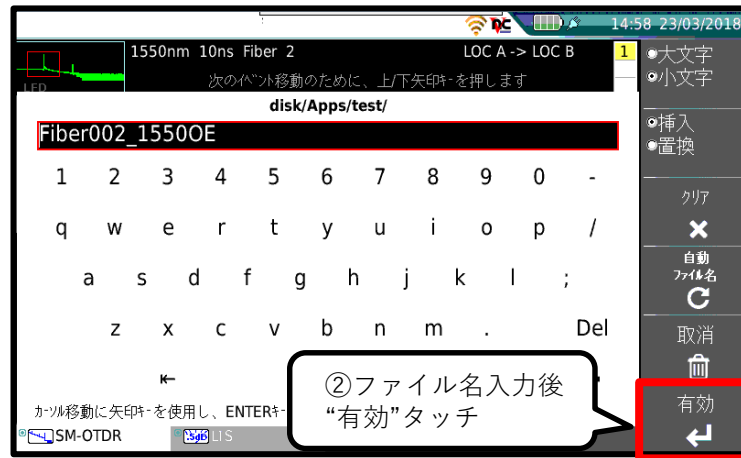 14:58 23/03/2018
1550nm 10ns Fiber 2 LOC A -> LOC B 1
LED
次のイベント移動のために、上/下矢印キーを押します
disk/Apps/test/
Fiber002_1550OE
1 2 3 4 5 6 7 8 9 0 -
q w e r t y u i o p /
a s d f g h j k l ;
z x c v b n m . Del
カーソル移動に矢印キーを使用し、ENTERキー
SM-OTDR
L1S
大文字
小文字
挿入
置換
クリア
自動
ファイル名
取消
有効
②ファイル名入力後
“有効”タッチ